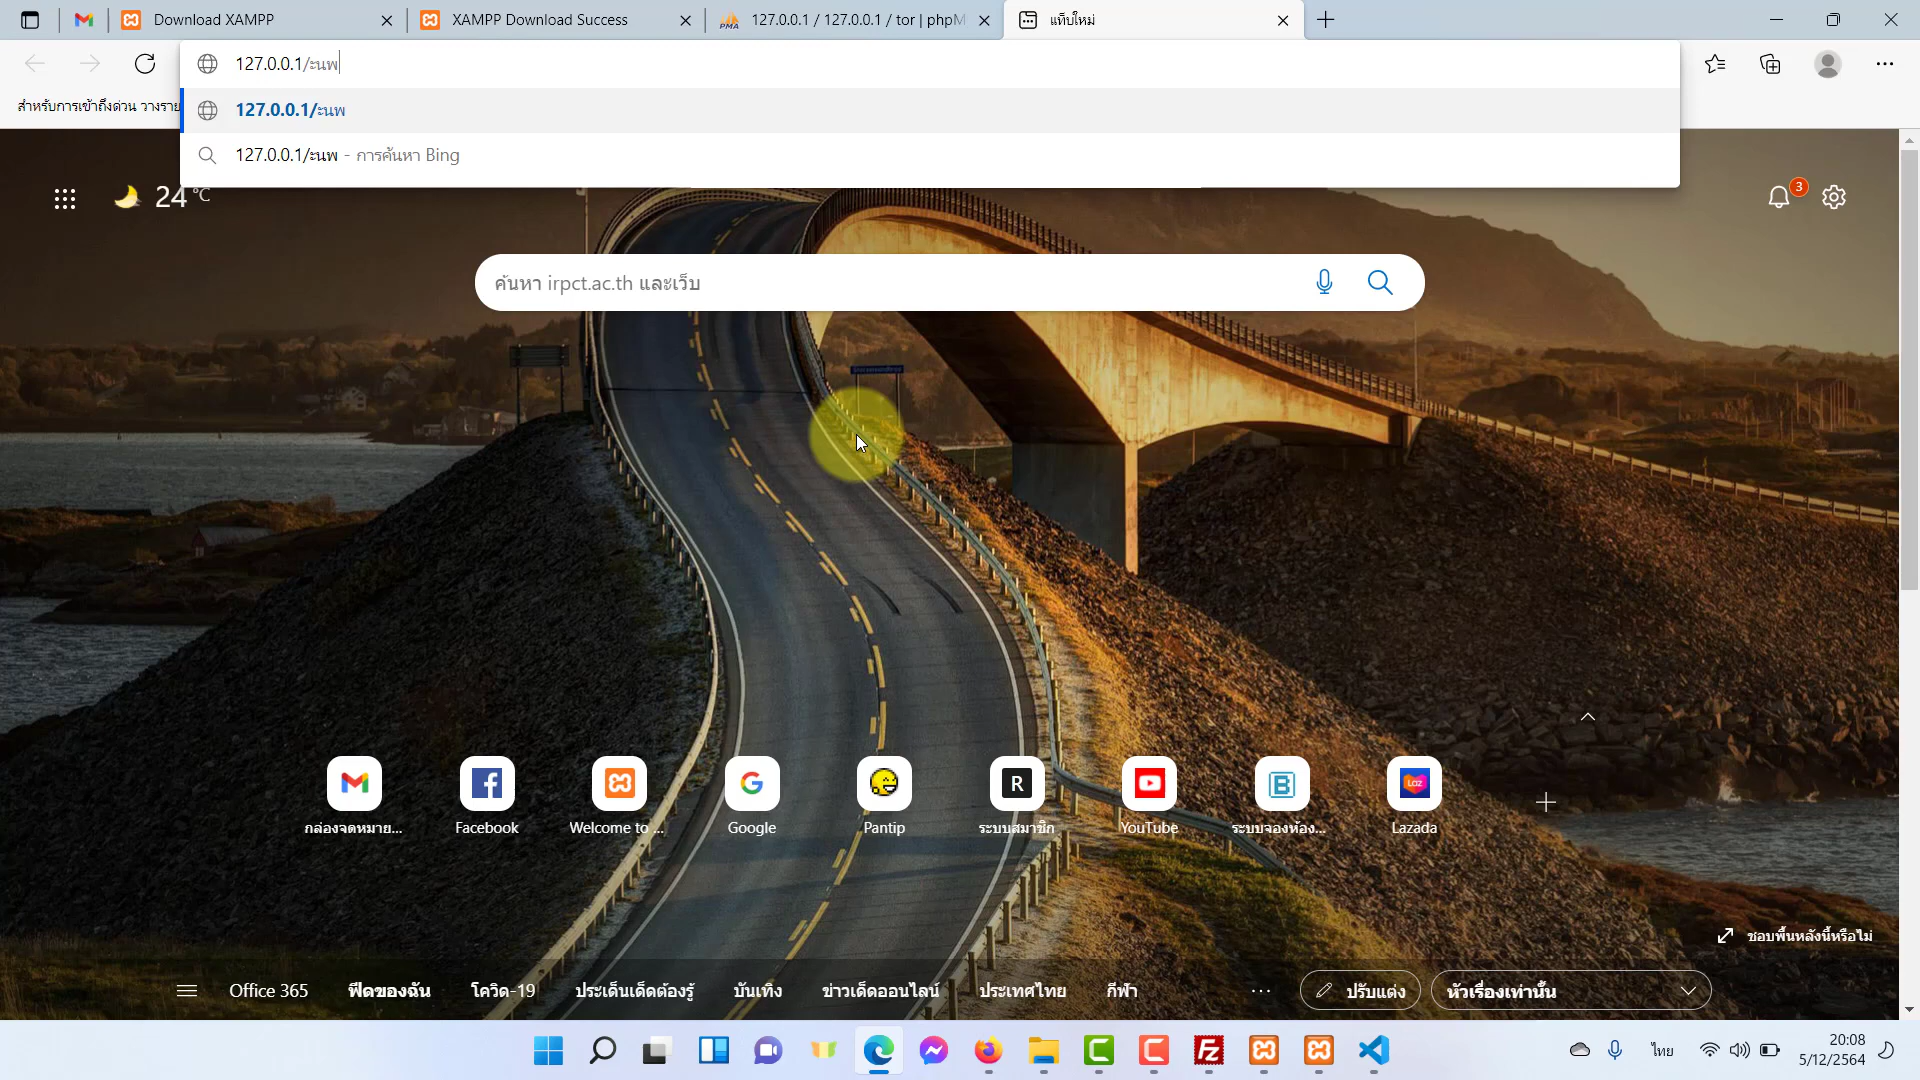 Download XAMPP
XAMPP Download Success
127.0.0.1 / 127.0.0.1 / tor | phpM
แท็บใหม่
127.0.0.1/ะนพ
สำหรับการเข้าถึงด่วน วางราย
127.0.0.1/ะนพ
127.0.0.1/ะนพ - การค้นหา Bing
24 °C
3
ค้นหา irpct.ac.th และเว็บ
กล่องจดหมาย...
Facebook
Welcome to ...
Google
Pantip
R
ระบบสมาชิก
YouTube
B
ระบบจองห้อง...
Laz
Lazada
ชอบพื้นหลังนี้หรือไม่
Office 365
ฟีดของฉัน
โควิด-19
ประเด็นเด็ดต้องรู้
บันเทิง
ข่าวเด็ดออนไลน์
ประเทศไทย
กีฬา
...
ปรับแต่ง
หัวเรื่องเท่านั้น
ไทย
20:08
5/12/2564